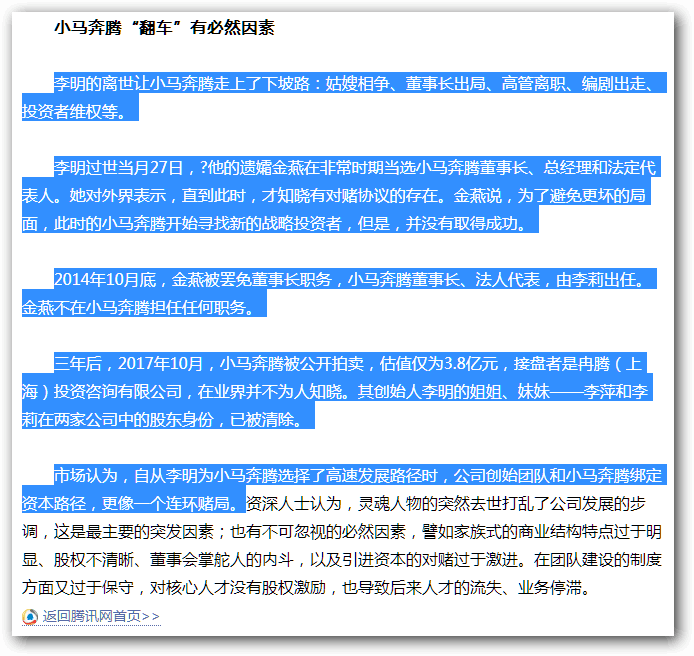 小马奔腾“翻车”有必然因素
李明的离世让小马奔腾走上了下坡路：姑嫂相争、董事长出局、高管离职、编剧出走、
投资者维权等。
李明过世当月27日，?他的遗孀金燕在非常时期当选小马奔腾董事长、总经理和法定代
表人。她对外界表示，直到此时，才知晓有对赌协议的存在。金燕说，为了避免更坏的局
面，此时的小马奔腾开始寻找新的战略投资者，但是，并没有取得成功。
2014年10月底，金燕被罢免董事长职务，小马奔腾董事长、法人代表，由李莉出任。
金燕不在小马奔腾担任任何职务。
三年后，2017年10月，小马奔腾被公开拍卖，估值仅为3.8亿元，接盘者是冉腾（上
海）投资咨询有限公司，在业界并不为人知晓。其创始人李明的姐姐、妹妹——李萍和李
莉在两家公司中的股东身份，已被清除。
市场认为，自从李明为小马奔腾选择了高速发展路径时，公司创始团队和小马奔腾绑定
资本路径，更像一个连环赌局。资深人士认为，灵魂人物的突然去世打乱了公司发展的步
调，这是最主要的突发因素；也有不可忽视的必然因素，譬如家族式的商业结构特点过于明
显、股权不清晰、董事会掌舵人的内斗，以及引进资本的对赌过于激进。在团队建设的制度
方面又过于保守，对核心人才没有股权激励，也导致后来人才的流失、业务停滞。
返回腾讯网首页>>